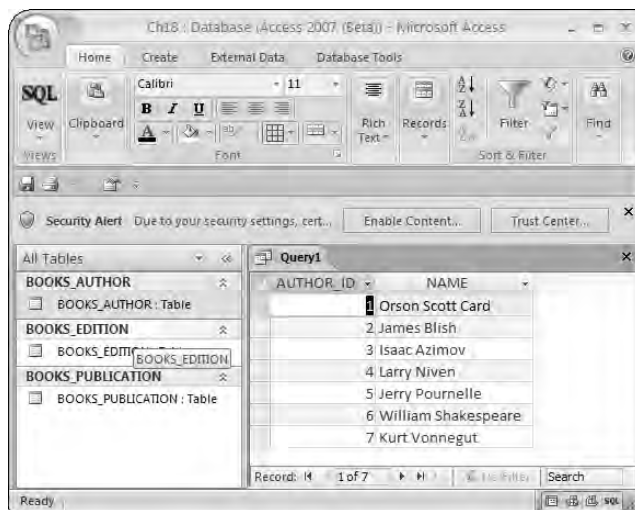 Ch18 : Database (Access 2007 (Beta)) - Microsoft Access
Home Create External Data Database Tools
SQL
View
Views
Clipboard
Calibri 11
B I U
A
Font
Rich Text
Records
Filter
Sort & Filter
Find
Security Alert Due to your security settings, cert... Enable Content... Trust Center...
All Tables
BOOKS_AUTHOR
BOOKS_AUTHOR : Table
BOOKS_EDITION
BOOKS_EDITION
BOOKS_PUBLICATION
BOOKS_PUBLICATION : Table
Query1
AUTHOR_ID NAME
1 Orson Scott Card
2 James Blish
3 Isaac Azimov
4 Larry Niven
5 Jerry Pournelle
6 William Shakespeare
7 Kurt Vonnegut
Record: 1 of 7 No Filter Search
Ready SQL